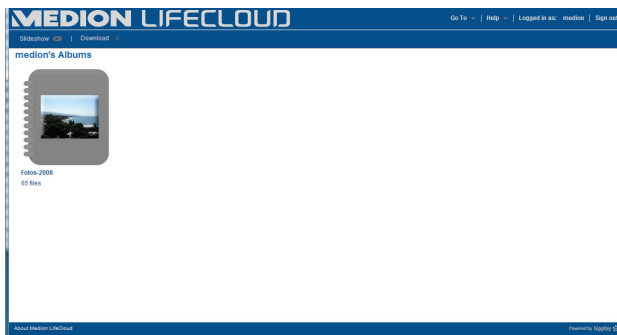 MEDION LIFECLOUD
Go To | Help | Logged in as: medion | Sign out
Slideshow | Download
medion's Albums
Fotos-2008
65 files
About Medion LifeCloud
Powered by hipplay